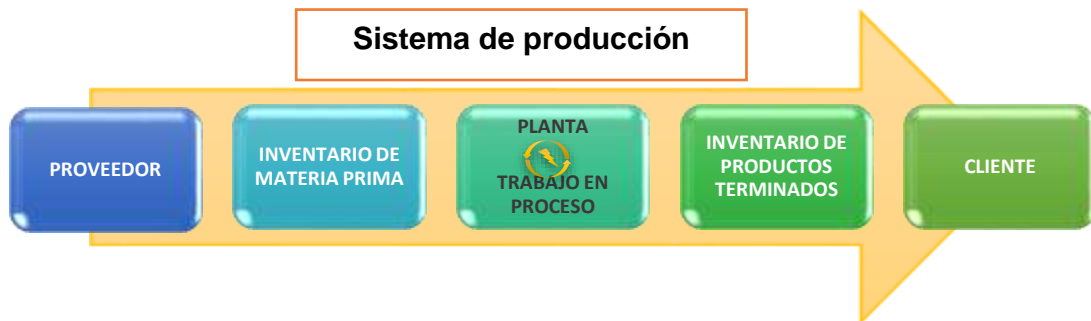 Sistema de producción
PROVEEDOR
INVENTARIO DE
MATERIA PRIMA
PLANTA
TRABAJO EN
PROCESO
INVENTARIO DE
PRODUCTOS
TERMINADOS
CLIENTE